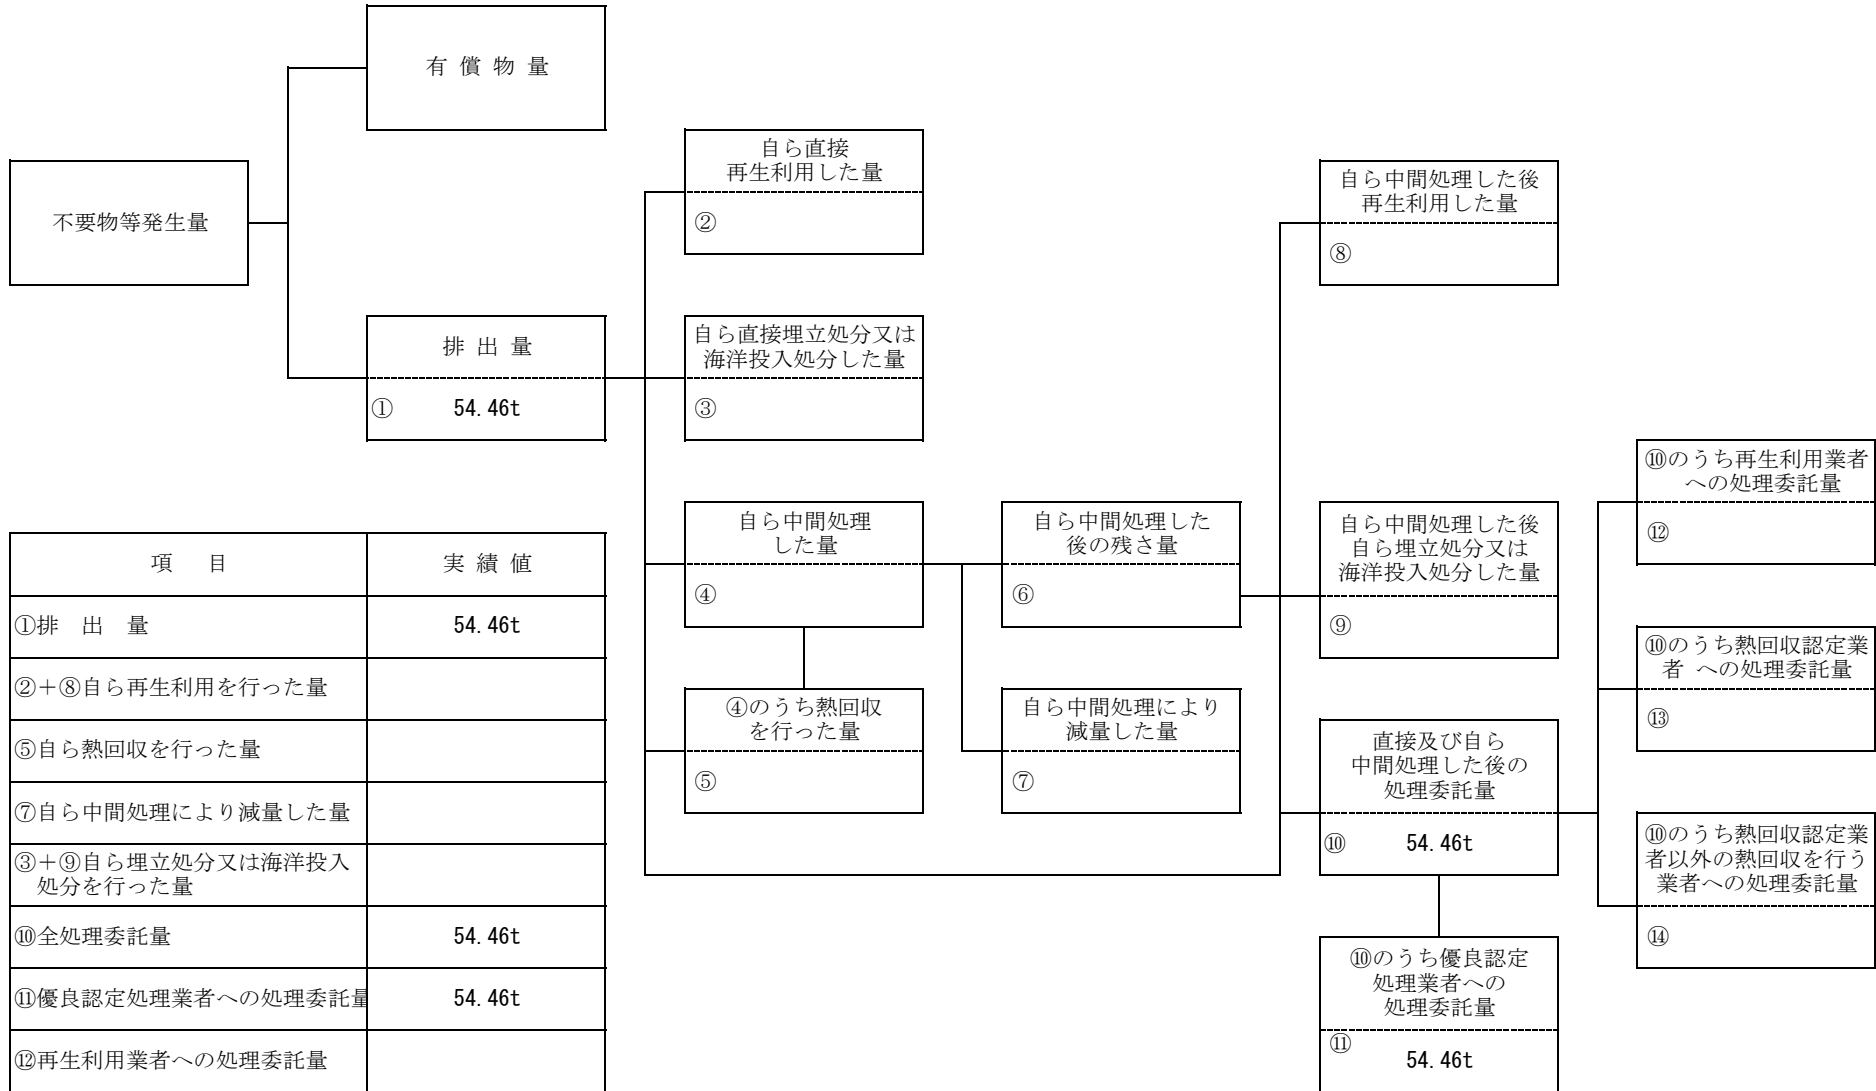 有 償 物 量
不要物等発生量
排 出 量
① 54.46t
自ら直接
再生利用した量
②
自ら直接埋立処分又は
海洋投入処分した量
③
自ら中間処理
した量
④
④のうち熱回収
を行った量
⑤
自ら中間処理した
後の残さ量
⑥
自ら中間処理により
減量した量
⑦
自ら中間処理した後
再生利用した量
⑧
自ら中間処理した後
自ら埋立処分又は
海洋投入処分した量
⑨
直接及び自ら
中間処理した後の
処理委託量
⑩ 54.46t
⑩のうち優良認定
処理業者への
処理委託量
⑪
54.46t
⑩のうち再生利用業者
への処理委託量
⑫
⑩のうち熱回収認定業
者 への処理委託量
⑬
⑩のうち熱回収認定業
者以外の熱回収を行う
業者への処理委託量
⑭
項 目 実 績 値
①排 出 量 54.46t
②+⑧自ら再生利用を行った量
⑤自ら熱回収を行った量
⑦自ら中間処理により減量した量
③+⑨自ら埋立処分又は海洋投入
処分を行った量
⑩全処理委託量 54.46t
⑪優良認定処理業者への処理委託量 54.46t
⑫再生利用業者への処理委託量